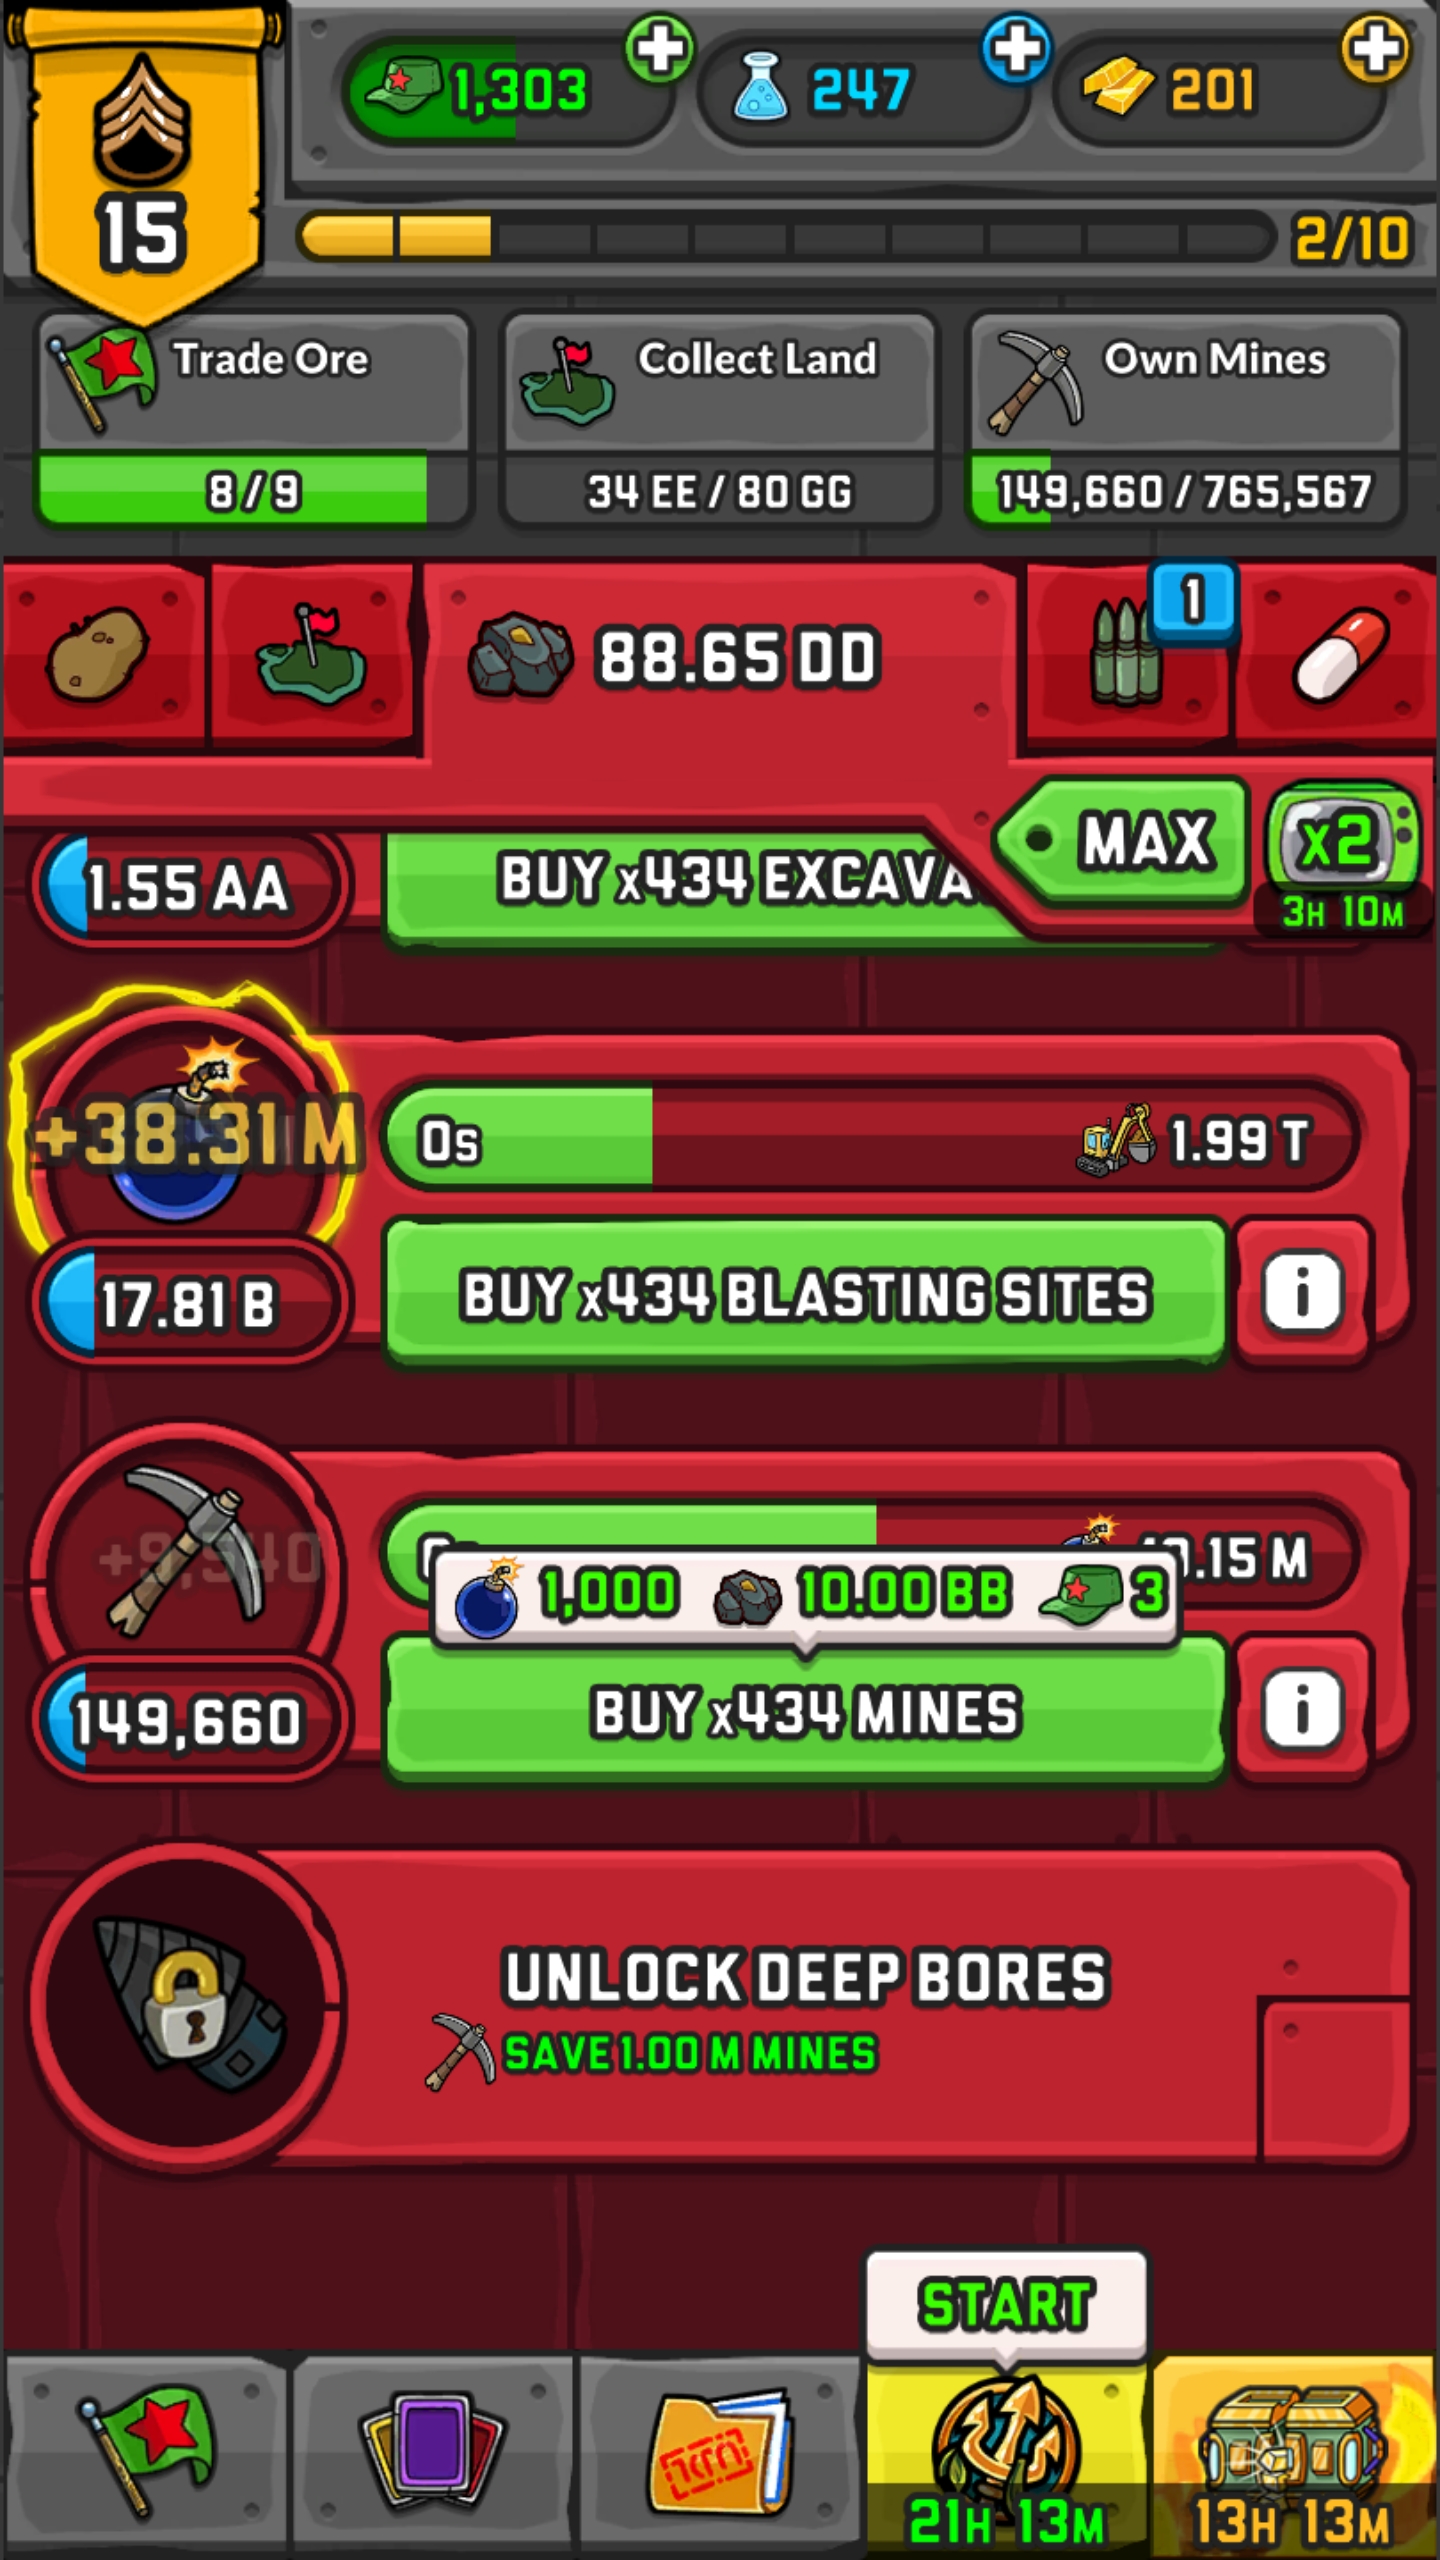 1,303
247
201
15
2/10
Trade Ore
Collect Land
Own Mines
8/9
34 EE / 80 GG
149,660 / 765,567
1
88.65 DD
MAX
x2
3H 10M
1.55 AA
BUY x434
+38.31 M
0s
1.99 T
17.81 B
BUY x434 BLASTING SITES
i
.15 M
1,000
10.00 BB
3
149,660
BUY x434 MINES
i
UNLOCK DEEP BORES
SAVE 1.00 M MINES
START
21H 13M
13H 13M